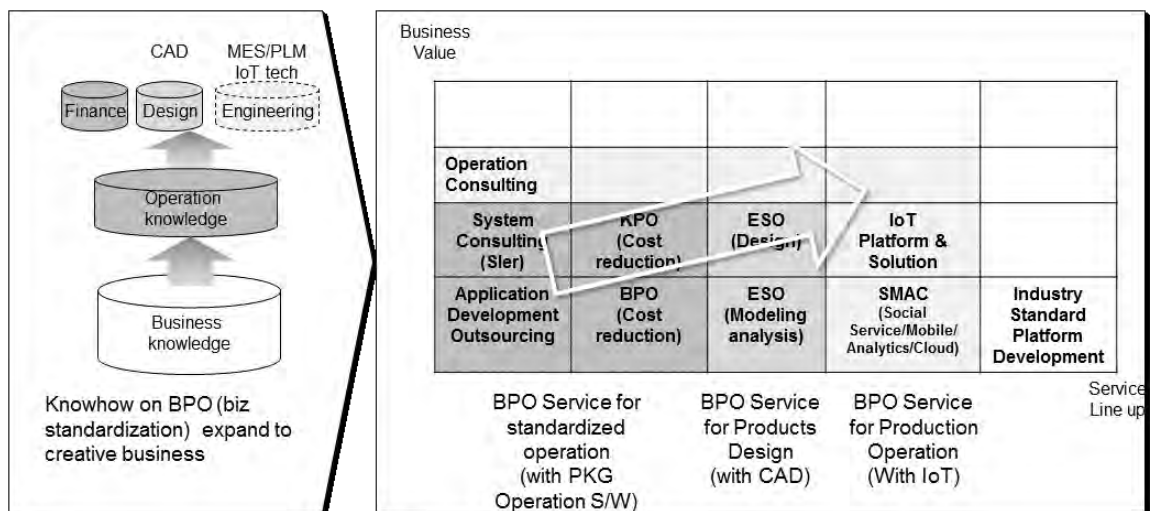 CAD
MES/PLM
IoT tech
Finance
Design
Engineering
Operation
knowledge
Business
knowledge
Knowhow on BPO (biz
standardization) expand to
creative business
Business
Value
Operation
Consulting
System
Consulting
(SIer)
KPO
(Cost
reduction)
ESO
(Design)
IoT
Platform &
Solution
Application
Development
Outsourcing
BPO
(Cost
reduction)
ESO
(Modeling
analysis)
SMAC
(Social
Service/Mobile/
Analytics/Cloud)
Industry
Standard
Platform
Development
Service
Line up
BPO Service for
standardized
operation
(with PKG
Operation S/W)
BPO Service
for Products
Design
(with CAD)
BPO Service
for Production
Operation
(With IoT)